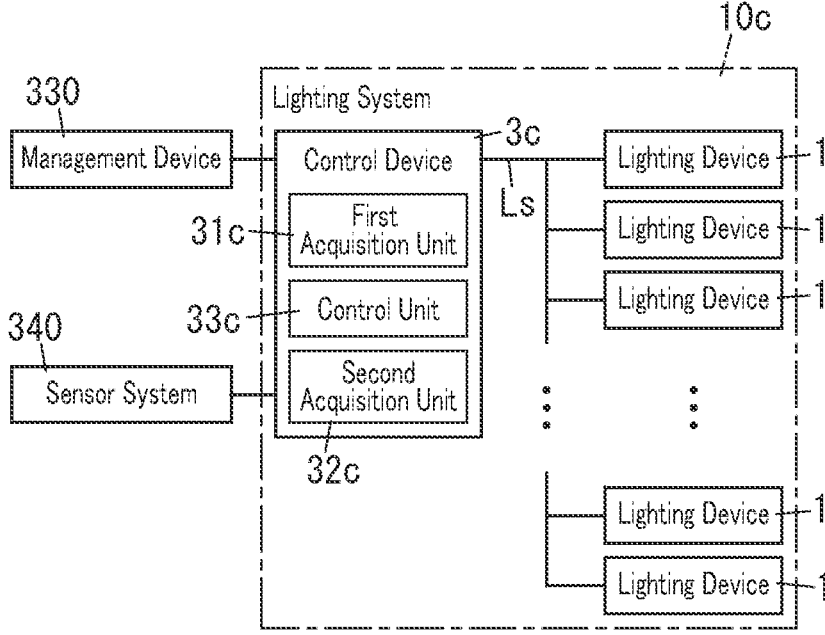 10c
Lighting System
330
3c
Management Device
Control Device
Lighting Device
1
Ls
First
Acquisition Unit
31c
Lighting Device
1
Lighting Device
1
33c
Control Unit
340
Sensor System
Second
Acquisition Unit
32c
Lighting Device
1
Lighting Device
1